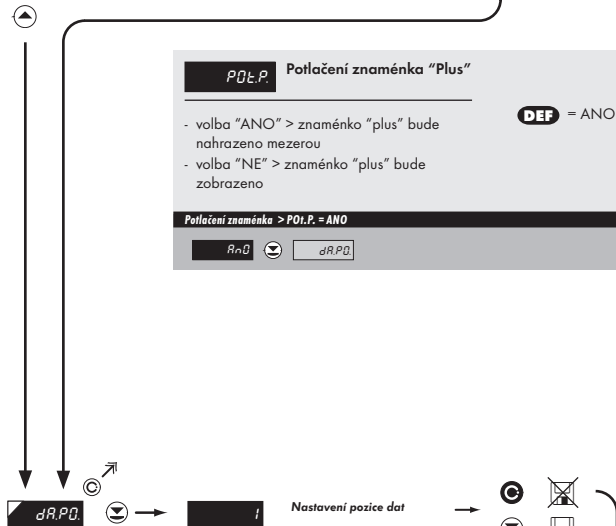 POt.P. Potlačení znaménka “Plus”
- volba “ANO” > znaménko “plus” bude
nahrazeno mezerou
- volba “NE” > znaménko “plus” bude
zobrazeno
DEF = ANO
Potlačení znaménka > POt.P. = ANO
AnO dA.PO.
C
dA.PO. 1 Nastavení pozice dat C